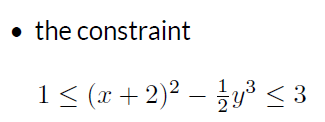 • the constraint
1 ≤ (x + 2)² − ½y³ ≤ 3